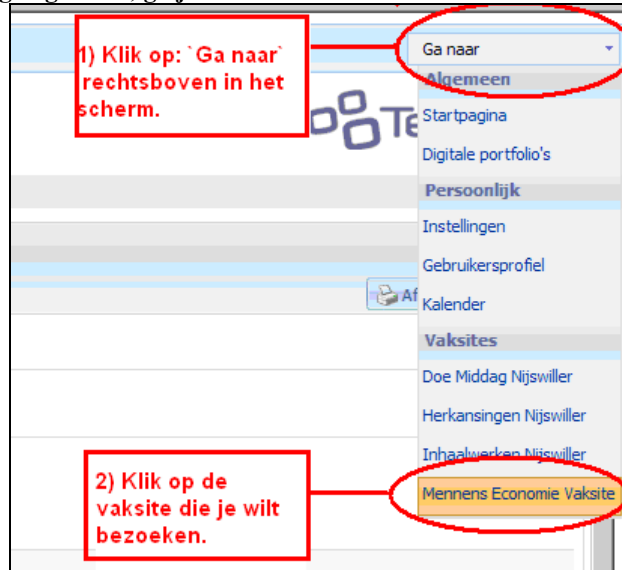 1) Klik op: `Ga naar`
rechtsboven in het
scherm.
Ga naar
Algemeen
Startpagina
Digitale portfolio's
Persoonlijk
Instellingen
Gebruikersprofiel
Kalender
Vaksites
Doe Middag Nijswiller
Herkansingen Nijswiller
Inhaalwerken Nijswiller
Mennens Economie Vaksite
2) Klik op de
vaksite die je wilt
bezoeken.